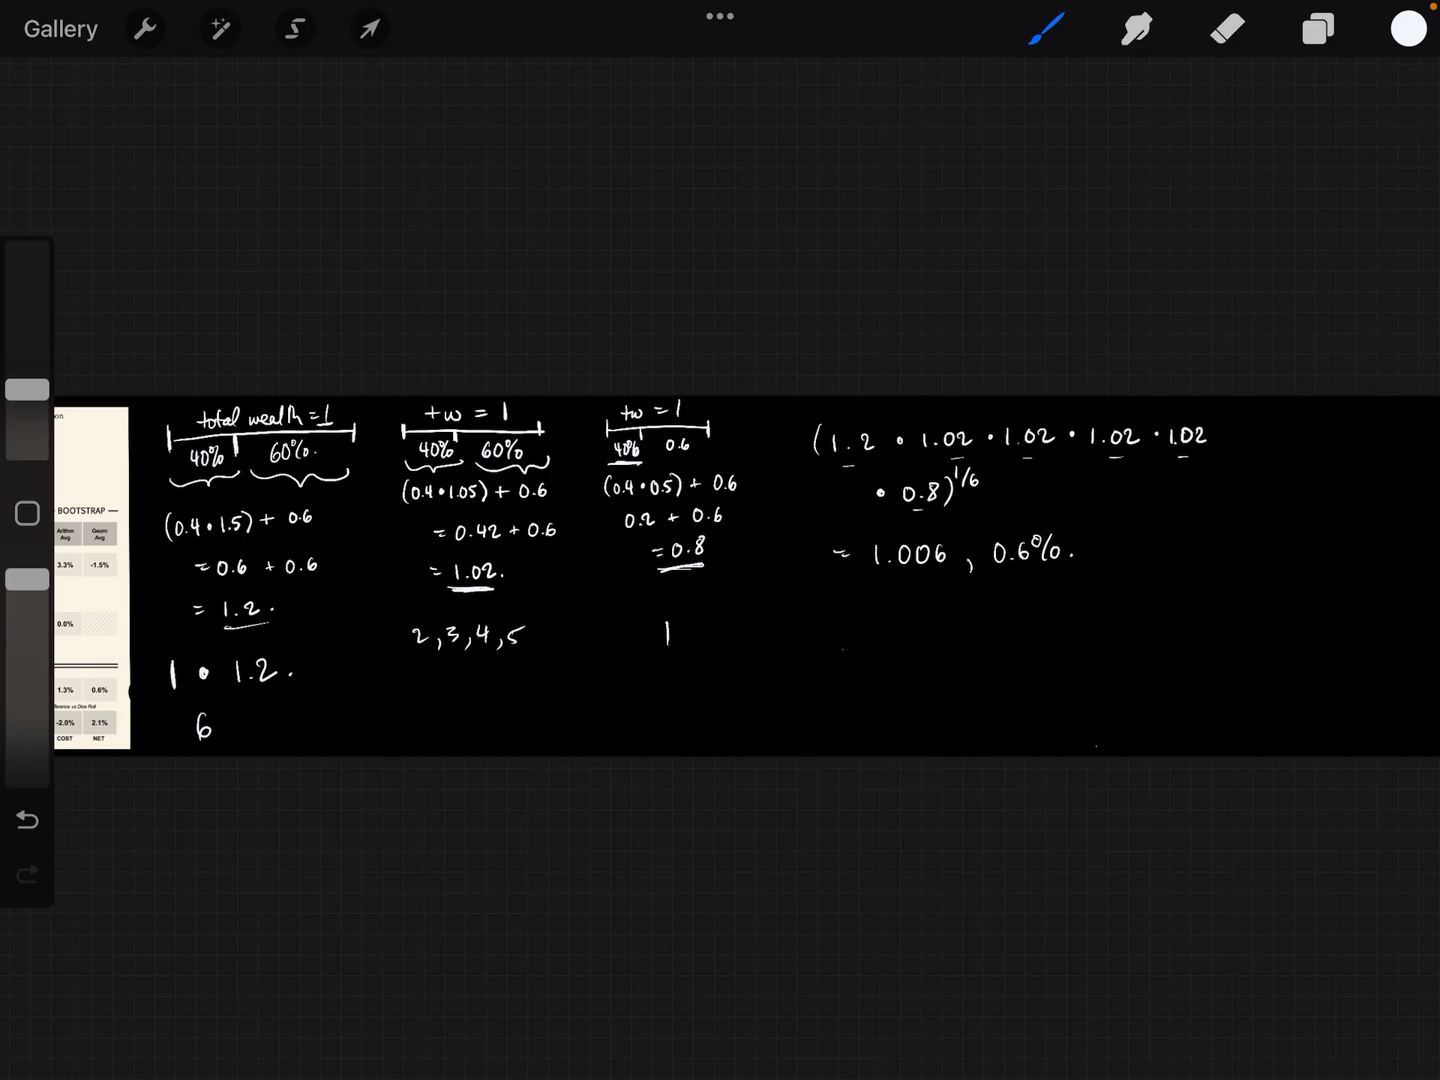 Gallery
on
BOOTSTRAP
Arithm Avg
Geom Avg
3.3% -1.5%
0.0%
1.3% 0.6%
ference vs Dice Roll
-2.0% 2.1%
COST NET
total wealth = 1
40% 60%.
(0.4 • 1.5) + 0.6
= 0.6 + 0.6
= 1.2.
1 • 1.2.
6
tw = 1
40% 60%
(0.4 • 1.05) + 0.6
= 0.42 + 0.6
= 1.02.
2, 3, 4, 5
tw = 1
40% 0.6
(0.4 • 0.5) + 0.6
0.2 + 0.6
= 0.8
1
(1.2 • 1.02 • 1.02 • 1.02 • 1.02
• 0.8)^1/6
= 1.006, 0.6%.